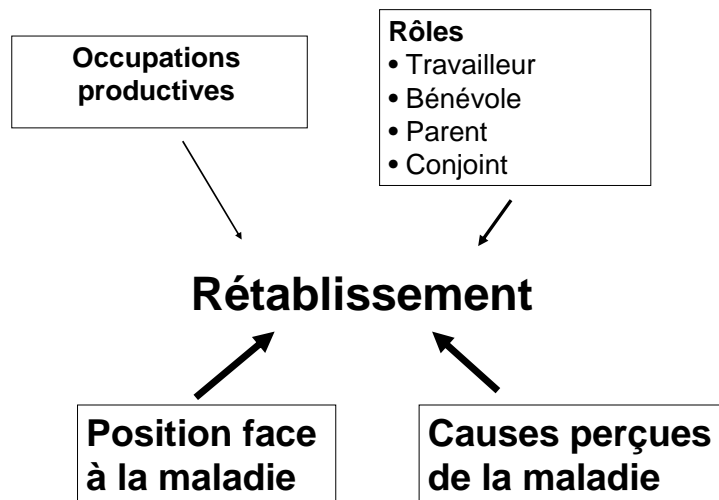 Occupations
productives
Rôles
• Travailleur
• Bénévole
• Parent
• Conjoint
Rétablissement
Position face
à la maladie
Causes perçues
de la maladie